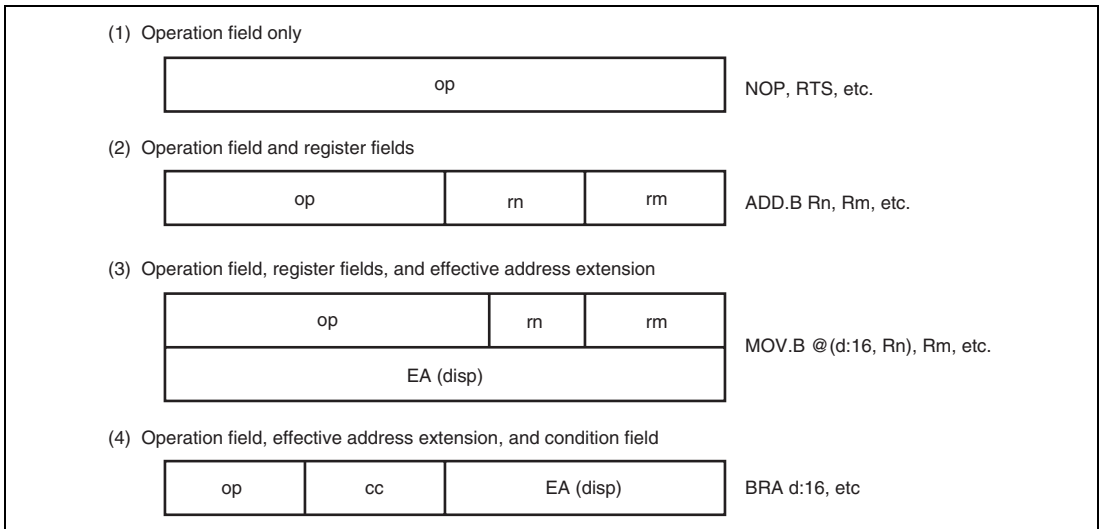 (1) Operation field only
op
NOP, RTS, etc.
(2) Operation field and register fields
op rn rm
ADD.B Rn, Rm, etc.
(3) Operation field, register fields, and effective address extension
op rn rm
EA (disp)
MOV.B @(d:16, Rn), Rm, etc.
(4) Operation field, effective address extension, and condition field
op cc EA (disp)
BRA d:16, etc